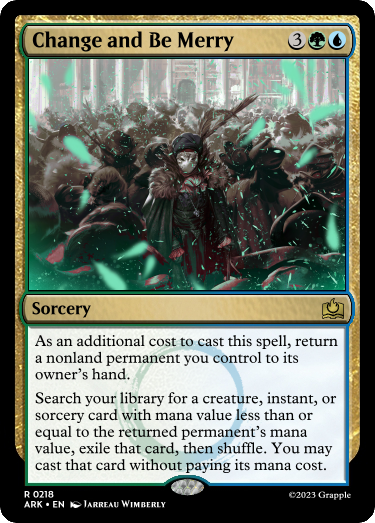 Change and Be Merry 3
Sorcery
As an additional cost to cast this spell, return
a nonland permanent you control to its
owner's hand.
Search your library for a creature, instant, or
sorcery card with mana value less than or
equal to the returned permanent's mana
value, exile that card, then shuffle. You may
cast that card without paying its mana cost.
R 0218
ARK • EN Jarreau Wimberly
©2023 Grapple